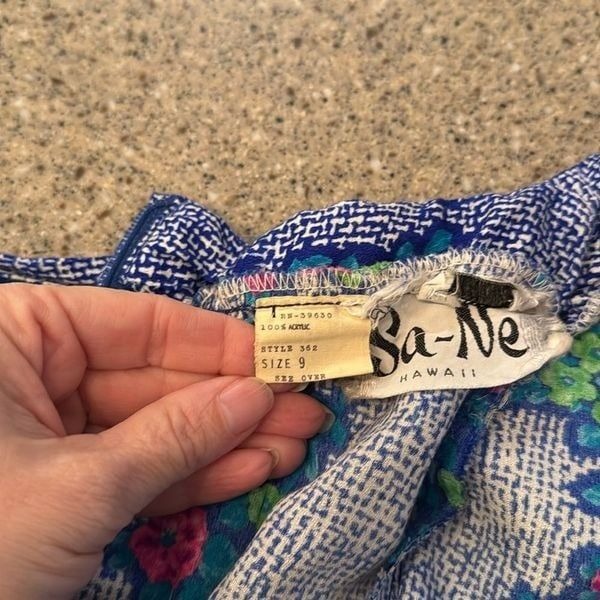 RN-39630
100% ACRYLIC
STYLE 362
SIZE 9
SEE OVER
Sa-Ne
HAWAII